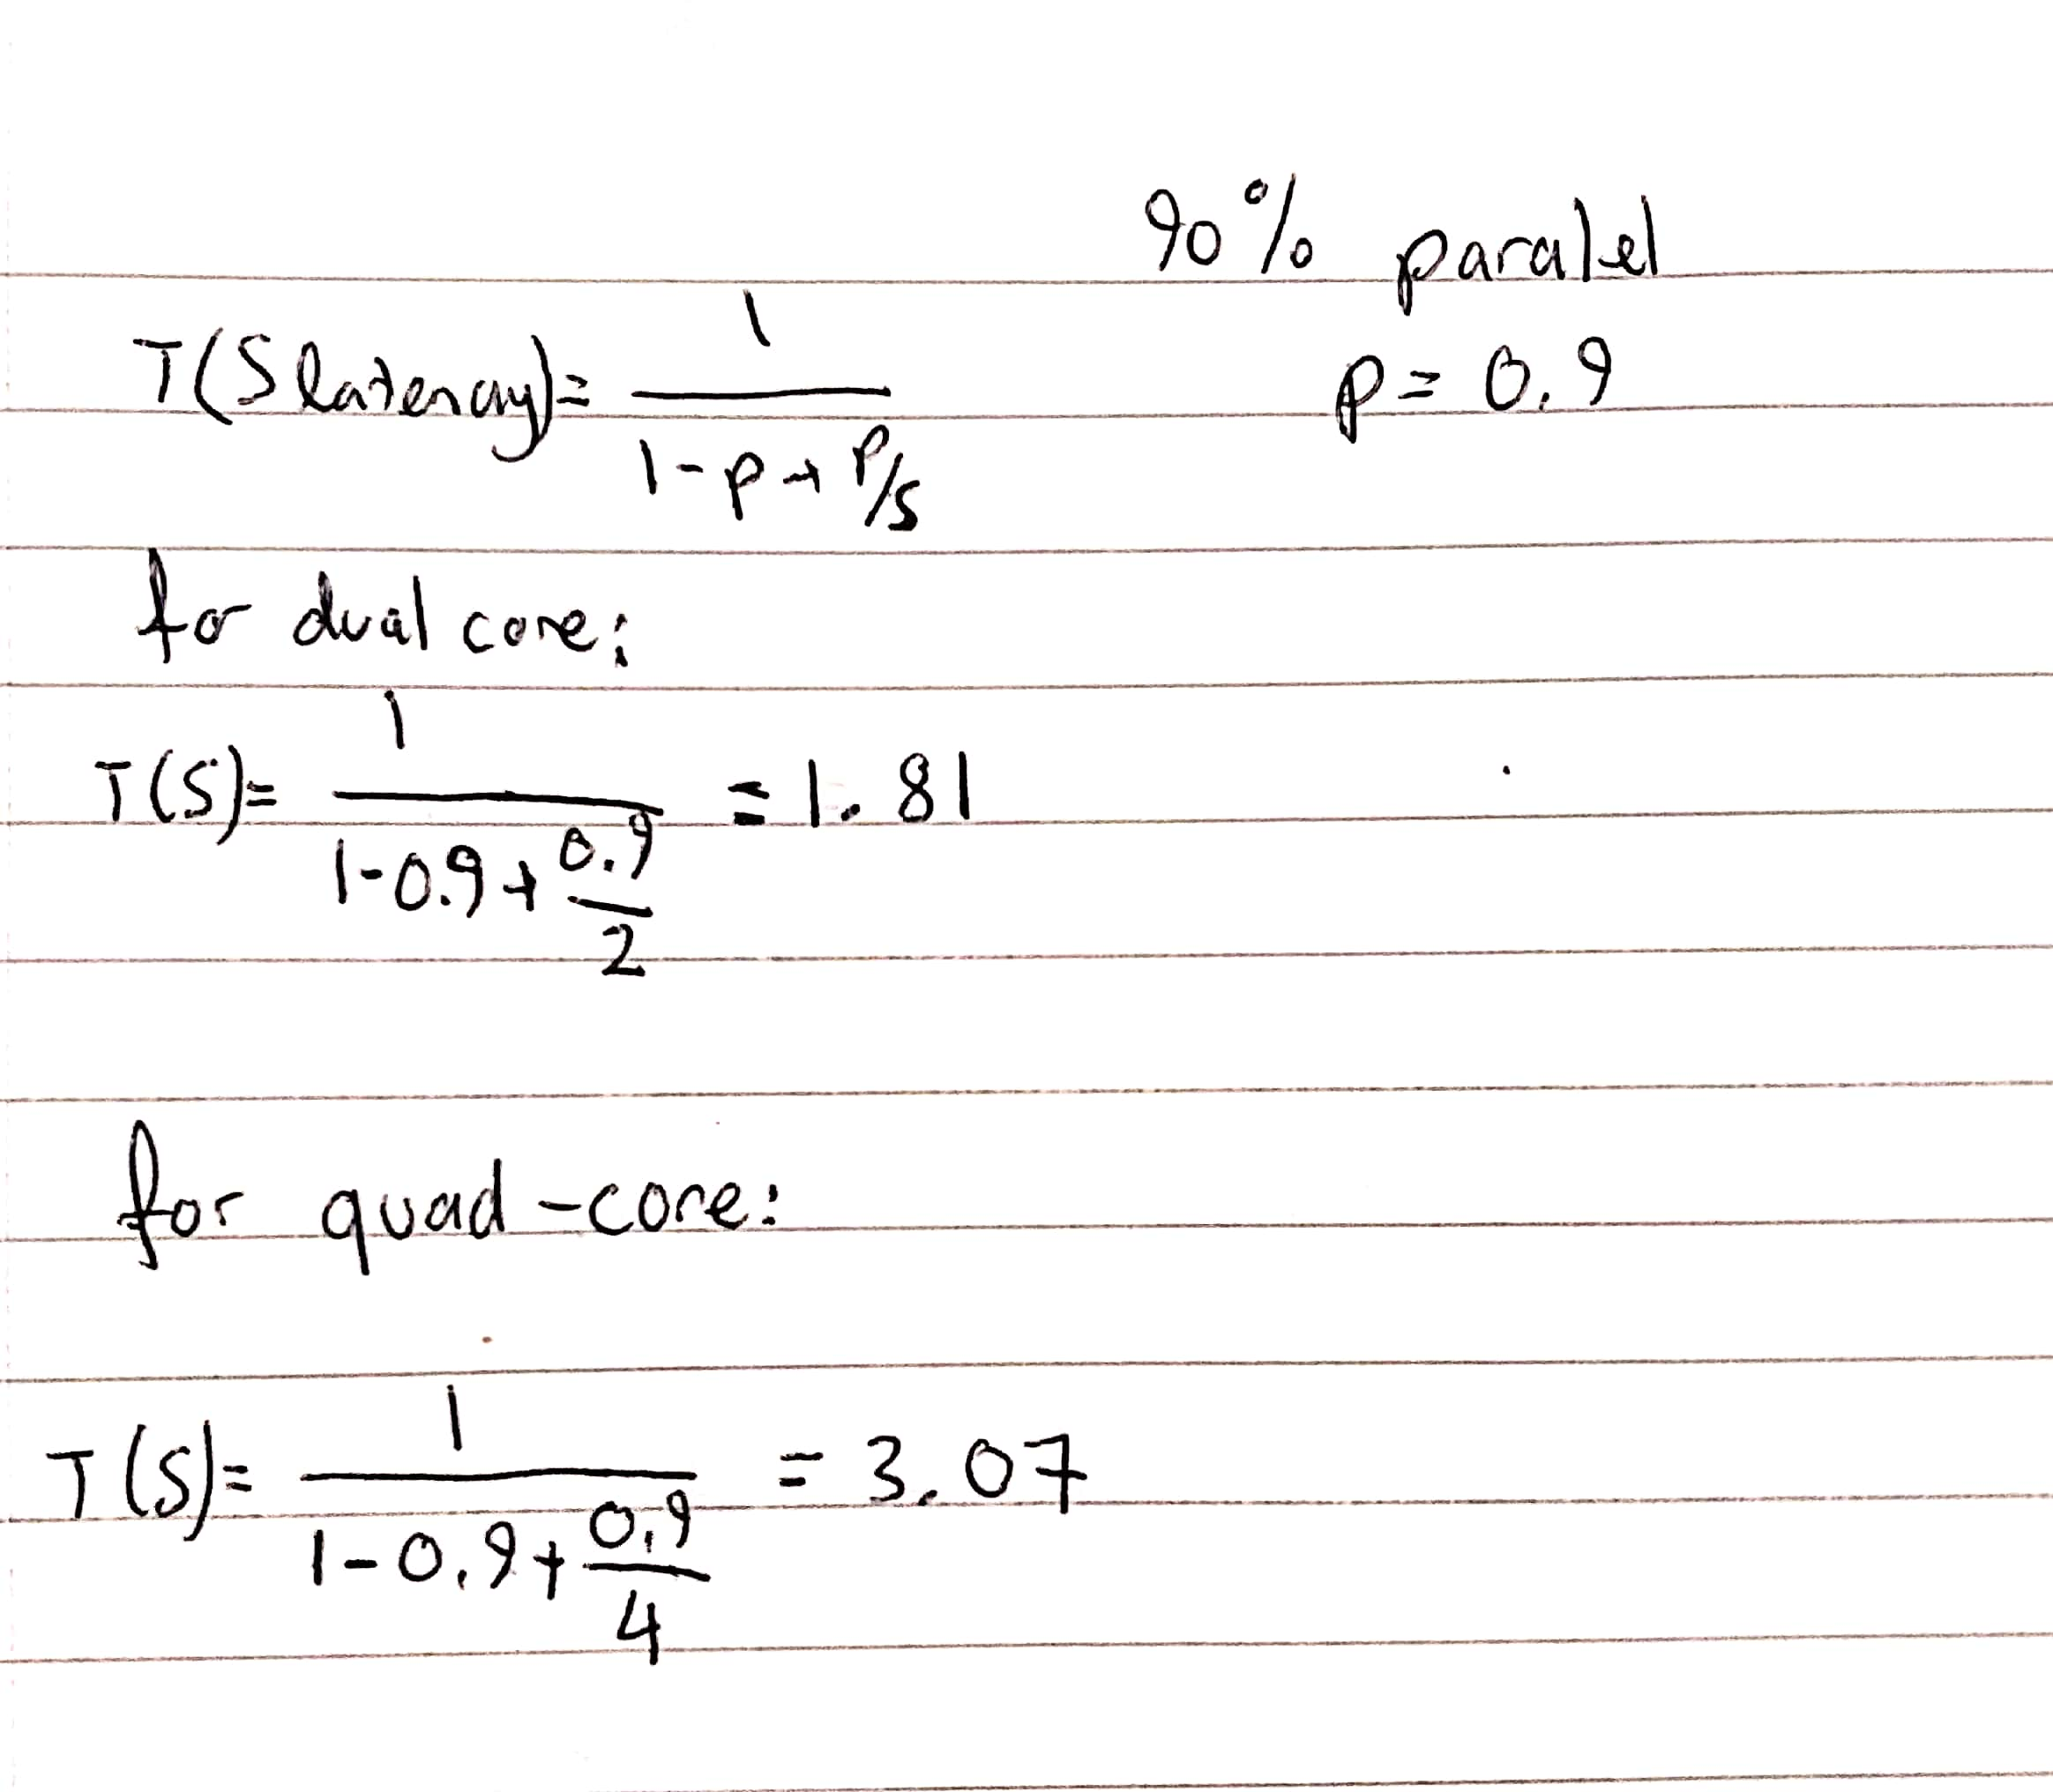 90% paralel
T(Slatency)= 1 / 1-p+P/s
p= 0.9
for dual core:
T(S)= 1 / 1-0.9+0.9/2 = 1.81
for quad-core:
T(S)= 1 / 1-0.9+0.9/4 = 3.07